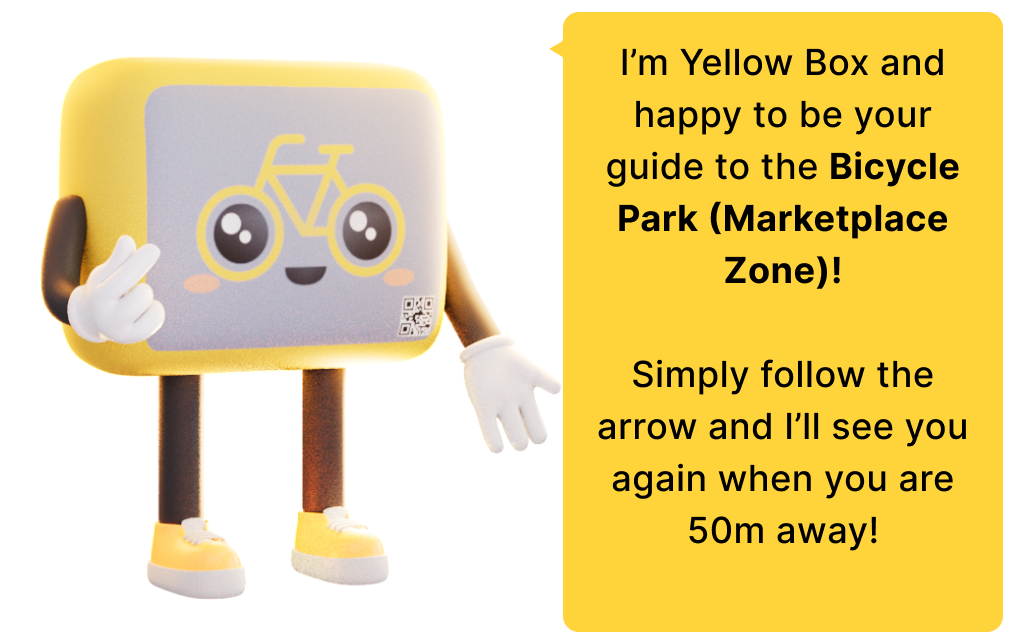 I’m Yellow Box and
happy to be your
guide to the Bicycle
Park (Marketplace
Zone)!
Simply follow the
arrow and I’ll see you
again when you are
50m away!